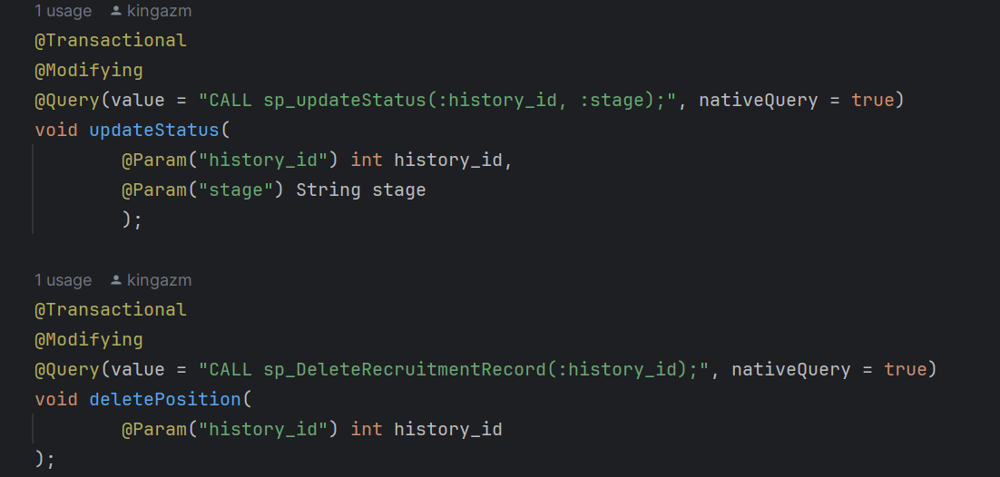 1 usage kingazm
@Transactional
@Modifying
@Query(value = "CALL sp_updateStatus(:history_id, :stage);", nativeQuery = true)
void updateStatus(
@Param("history_id") int history_id,
@Param("stage") String stage
);
1 usage kingazm
@Transactional
@Modifying
@Query(value = "CALL sp_DeleteRecruitmentRecord(:history_id);", nativeQuery = true)
void deletePosition(
@Param("history_id") int history_id
);